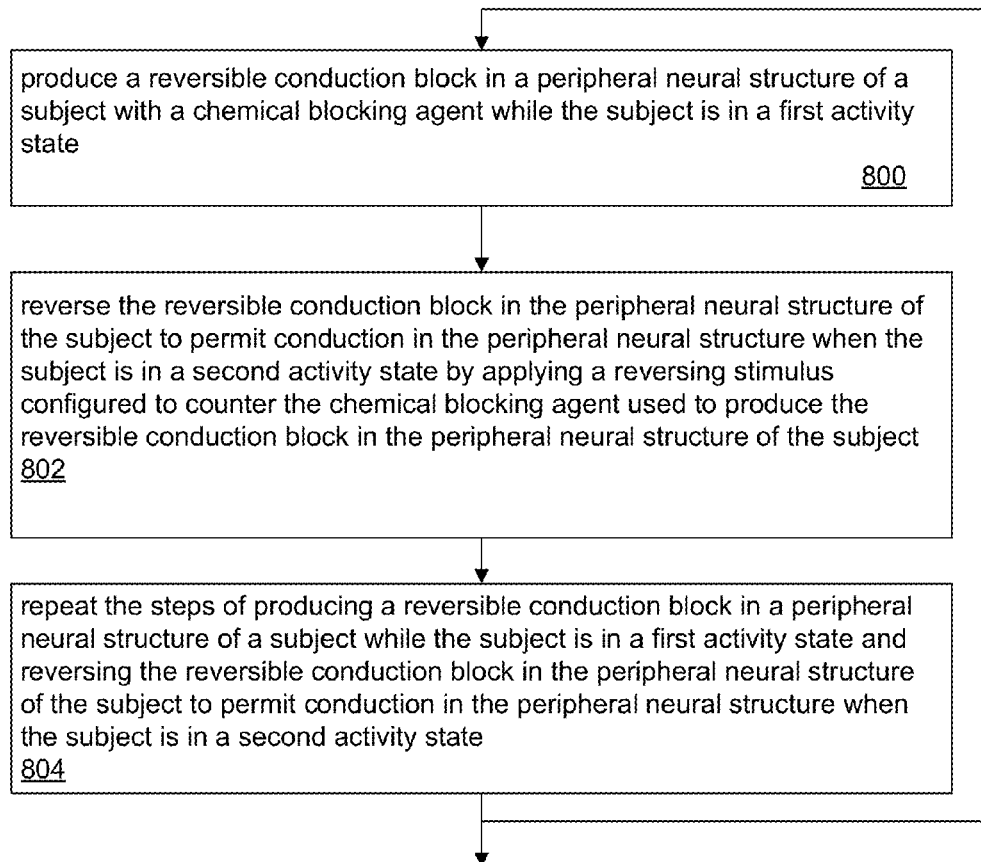 produce a reversible conduction block in a peripheral neural structure of a
subject with a chemical blocking agent while the subject is in a first activity
state
800
reverse the reversible conduction block in the peripheral neural structure of
the subject to permit conduction in the peripheral neural structure when the
subject is in a second activity state by applying a reversing stimulus
configured to counter the chemical blocking agent used to produce the
reversible conduction block in the peripheral neural structure of the subject
802
repeat the steps of producing a reversible conduction block in a peripheral
neural structure of a subject while the subject is in a first activity state and
reversing the reversible conduction block in the peripheral neural structure
of the subject to permit conduction in the peripheral neural structure when
the subject is in a second activity state
804